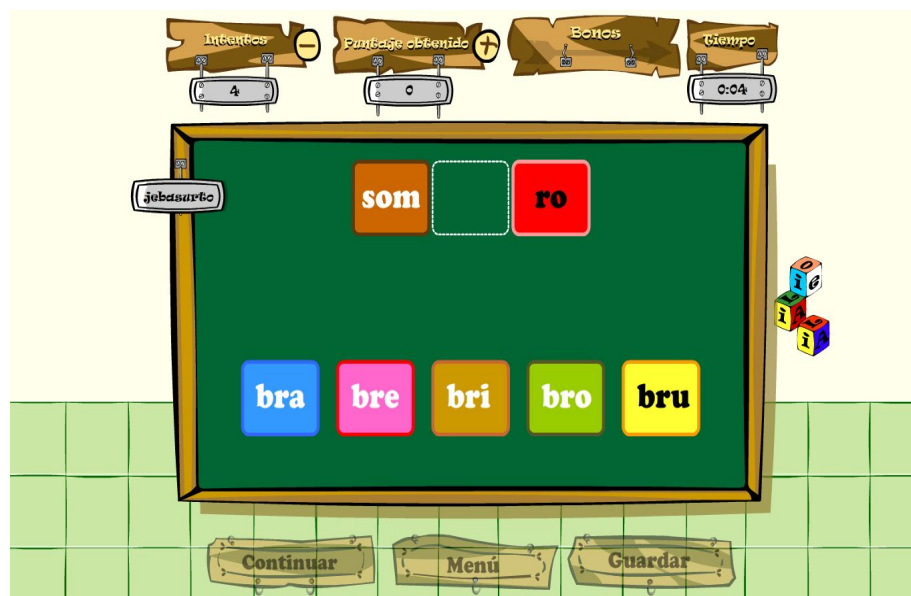 Intentos
Puntaje obtenido
Bonos
Tiempo
4
0
0:04
jebasurto
som
ro
bra
bre
bri
bro
bru
Continuar
Menú
Guardar